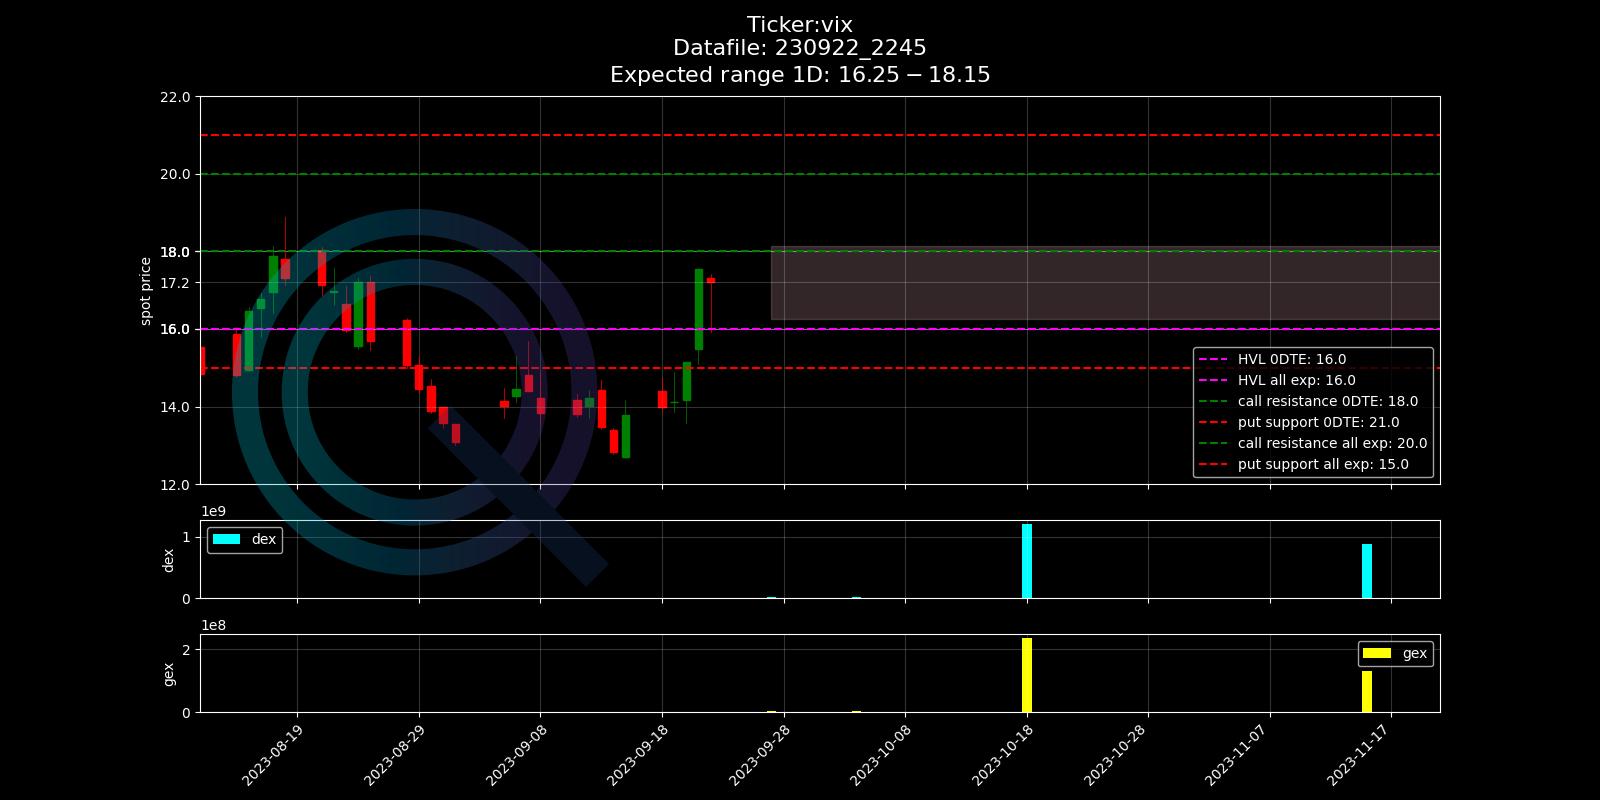 Ticker:vix
Datafile: 230922_2245
Expected range 1D: 16.25 − 18.15
22.0
20.0
18.0
17.2
16.0
14.0
12.0
spot price
HVL 0DTE: 16.0
HVL all exp: 16.0
call resistance 0DTE: 18.0
put support 0DTE: 21.0
call resistance all exp: 20.0
put support all exp: 15.0
1e9
1
0
dex
dex
1e8
2
0
gex
gex
2023-08-19
2023-08-29
2023-09-08
2023-09-18
2023-09-28
2023-10-08
2023-10-18
2023-10-28
2023-11-07
2023-11-17